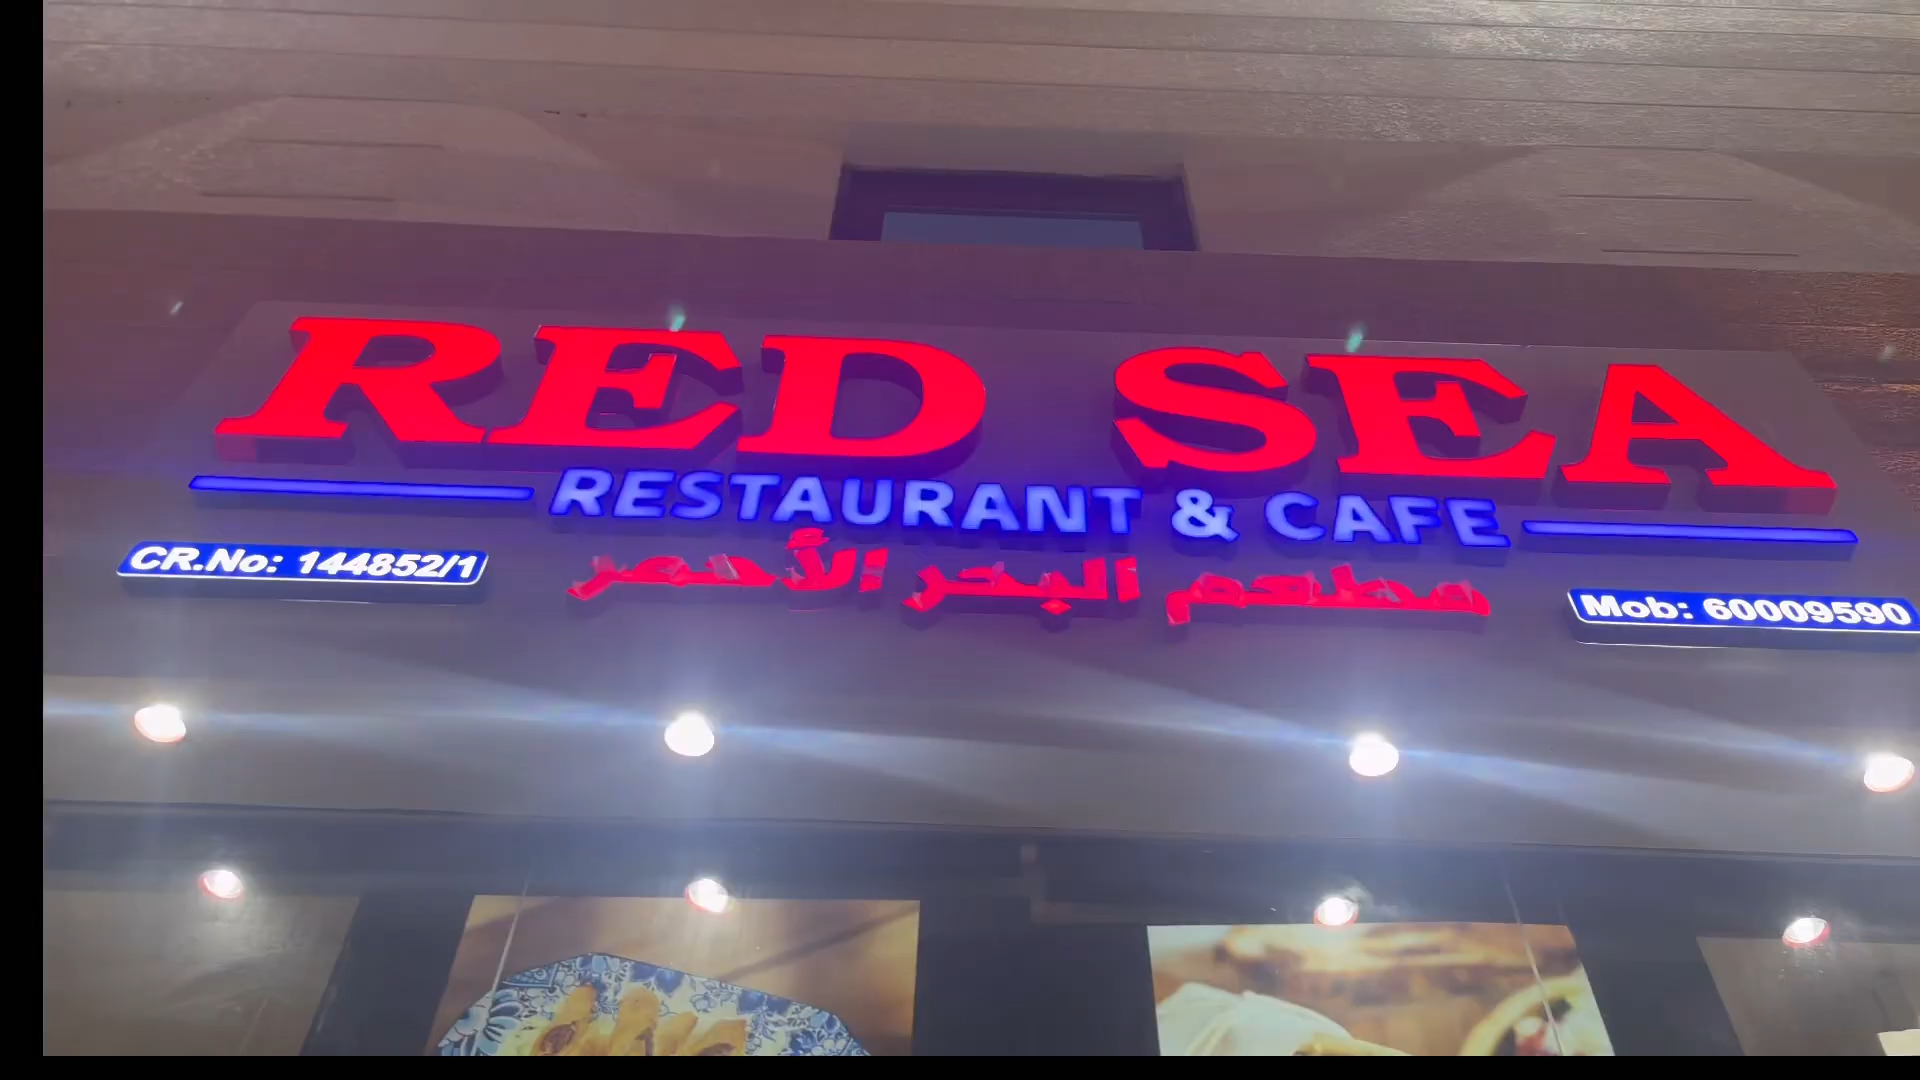 RED SEA
RESTAURANT & CAFE
مطعم البحر الأحمر
CR.No: 144852/1
Mob: 60009590